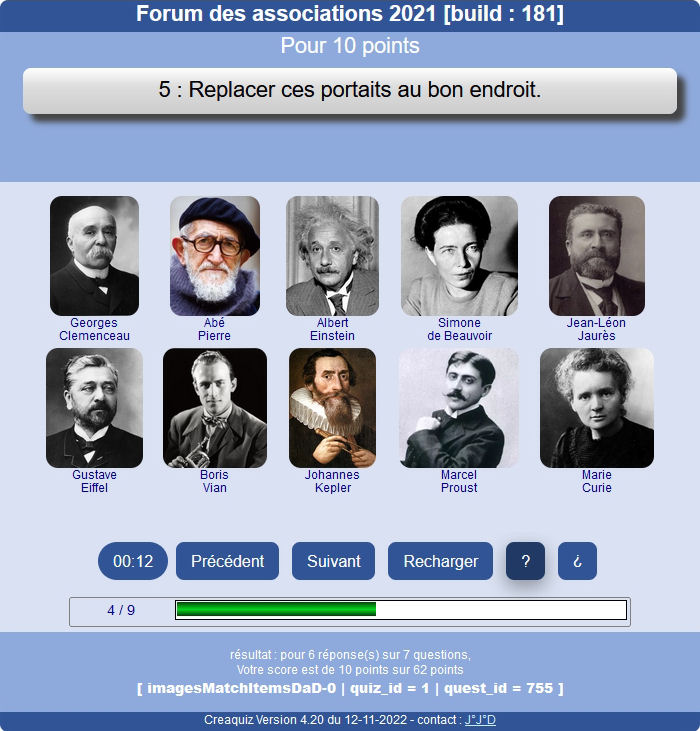 Forum des associations 2021 [build : 181]
Pour 10 points
5 : Replacer ces portaits au bon endroit.
Georges
Clemenceau
Abé
Pierre
Albert
Einstein
Simone
de Beauvoir
Jean-Léon
Jaurès
Gustave
Eiffel
Boris
Vian
Johannes
Kepler
Marcel
Proust
Marie
Curie
00:12 Précédent Suivant Recharger ? ¿
4 / 9
résultat : pour 6 réponse(s) sur 7 questions,
Votre score est de 10 points sur 62 points
[ imagesMatchItemsDaD-0 | quiz_id = 1 | quest_id = 755 ]
Creaquiz Version 4.20 du 12-11-2022 - contact : J°J°D